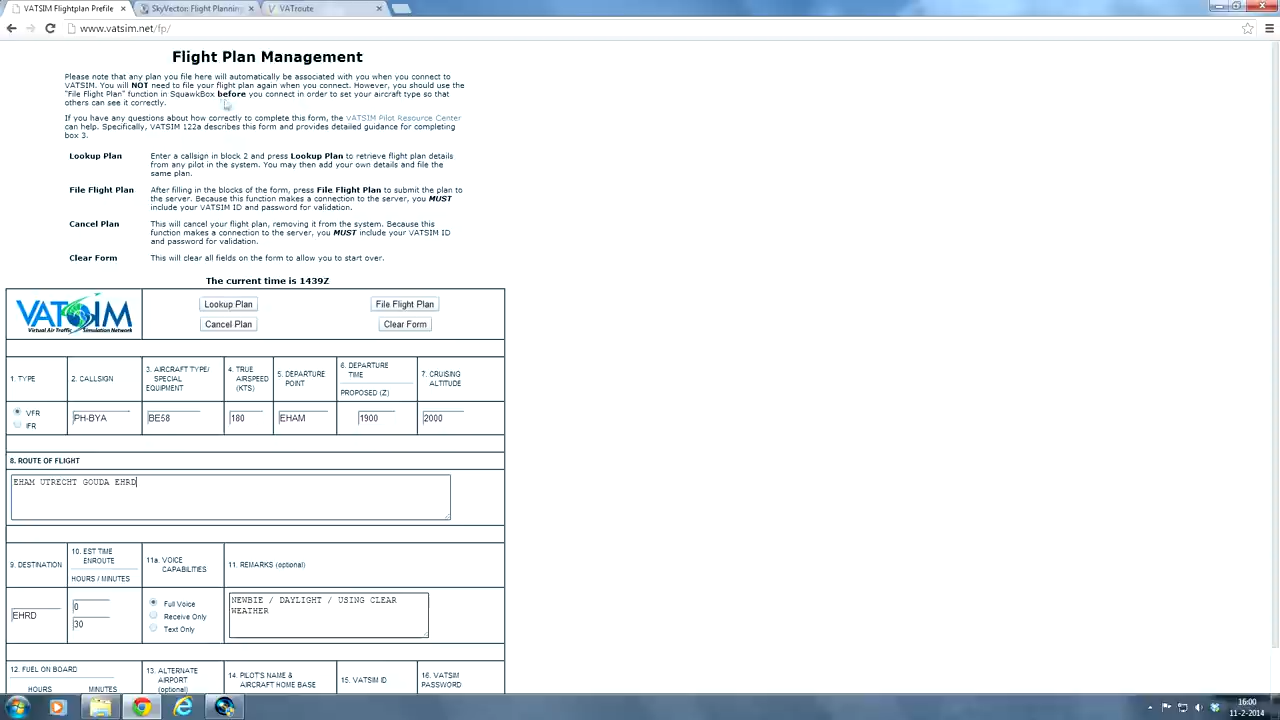 VATSIM Flightplan Prefile
SkyVector: Flight Planning
VATroute
www.vatsim.net/fp/
Flight Plan Management
Please note that any plan you file here will automatically be associated with you when you connect to
VATSIM. You will NOT need to file your flight plan again when you connect. However, you should use the
"File Flight Plan" function in SquawkBox before you connect in order to set your aircraft type so that
others can see it correctly.
If you have any questions about how correctly to complete this form, the VATSIM Pilot Resource Center
can help. Specifically, VATSIM 122a describes this form and provides detailed guidance for completing
box 3.
Lookup Plan
Enter a callsign in block 2 and press Lookup Plan to retrieve flight plan details
from any pilot in the system. You may then add your own details and file the
same plan.
File Flight Plan
After filling in the blocks of the form, press File Flight Plan to submit the plan to
the server. Because this function makes a connection to the server, you MUST
include your VATSIM ID and password for validation.
Cancel Plan
This will cancel your flight plan, removing it from the system. Because this
function makes a connection to the server, you MUST include your VATSIM ID
and password for validation.
Clear Form
This will clear all fields on the form to allow you to start over.
The current time is 1439Z
VATSIM
Virtual Air Traffic Simulation Network
Lookup Plan
File Flight Plan
Cancel Plan
Clear Form
1. TYPE
2. CALLSIGN
3. AIRCRAFT TYPE/
SPECIAL
EQUIPMENT
4. TRUE
AIRSPEED
(KTS)
5. DEPARTURE
POINT
6. DEPARTURE
TIME
PROPOSED (Z)
7. CRUISING
ALTITUDE
VFR
IFR
PH-BYA
BE58
180
EHAM
1900
2000
8. ROUTE OF FLIGHT
EHAM UTRECHT GOUDA EHRD
9. DESTINATION
10. EST TIME
ENROUTE
HOURS / MINUTES
11a. VOICE
CAPABILITIES
11. REMARKS (optional)
EHRD
0
30
Full Voice
Receive Only
Text Only
NEWBIE / DAYLIGHT / USING CLEAR
WEATHER
12. FUEL ON BOARD
HOURS MINUTES
13. ALTERNATE
AIRPORT
(optional)
14. PILOT'S NAME &
AIRCRAFT HOME BASE
15. VATSIM ID
16. VATSIM
PASSWORD
16:00
11-2-2014